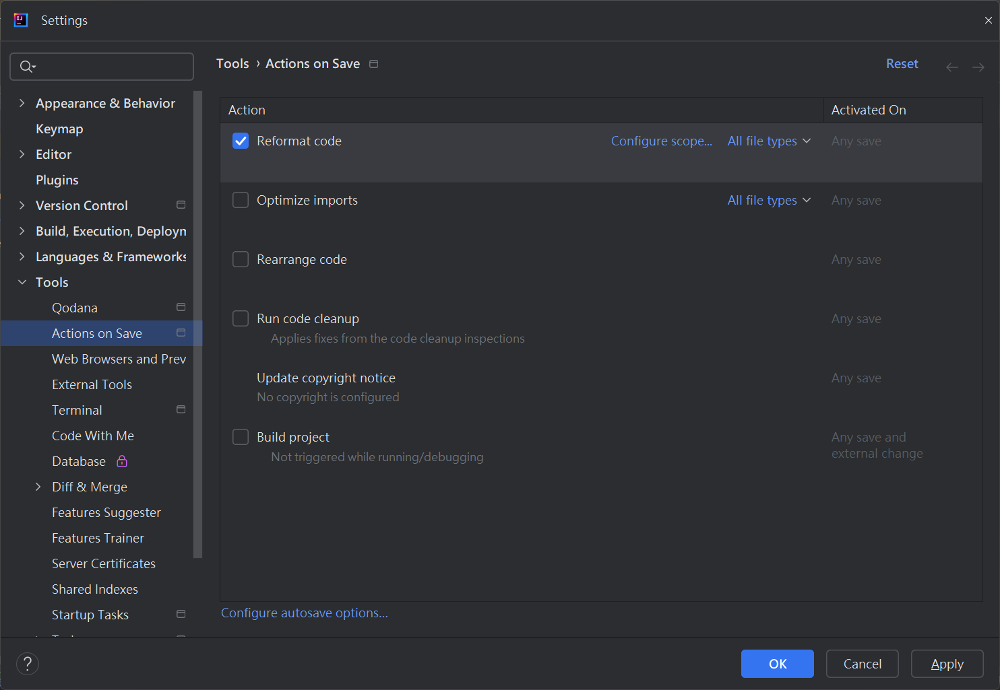 Settings
Tools › Actions on Save
Reset
Appearance & Behavior
Keymap
Editor
Plugins
Version Control
Build, Execution, Deployn
Languages & Frameworks
Tools
Qodana
Actions on Save
Web Browsers and Prev
External Tools
Terminal
Code With Me
Database
Diff & Merge
Features Suggester
Features Trainer
Server Certificates
Shared Indexes
Startup Tasks
Action Activated On
Reformat code Configure scope... All file types Any save
Optimize imports All file types Any save
Rearrange code Any save
Run code cleanup Any save
Applies fixes from the code cleanup inspections
Update copyright notice Any save
No copyright is configured
Build project Any save and
external change
Not triggered while running/debugging
Configure autosave options...
?
OK Cancel Apply